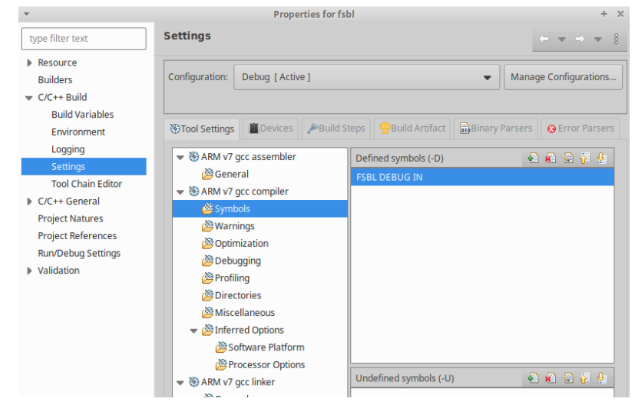 Properties for fsbl
type filter text
Settings
Resource
Builders
C/C++ Build
Build Variables
Environment
Logging
Settings
Tool Chain Editor
C/C++ General
Project Natures
Project References
Run/Debug Settings
Validation
Configuration:
Debug [ Active ]
Manage Configurations...
Tool Settings
Devices
Build Steps
Build Artifact
Binary Parsers
Error Parsers
ARM v7 gcc assembler
General
ARM v7 gcc compiler
Symbols
Warnings
Optimization
Debugging
Profiling
Directories
Miscellaneous
Inferred Options
Software Platform
Processor Options
ARM v7 gcc linker
Defined symbols (-D)
FSBL DEBUG IN
Undefined symbols (-U)